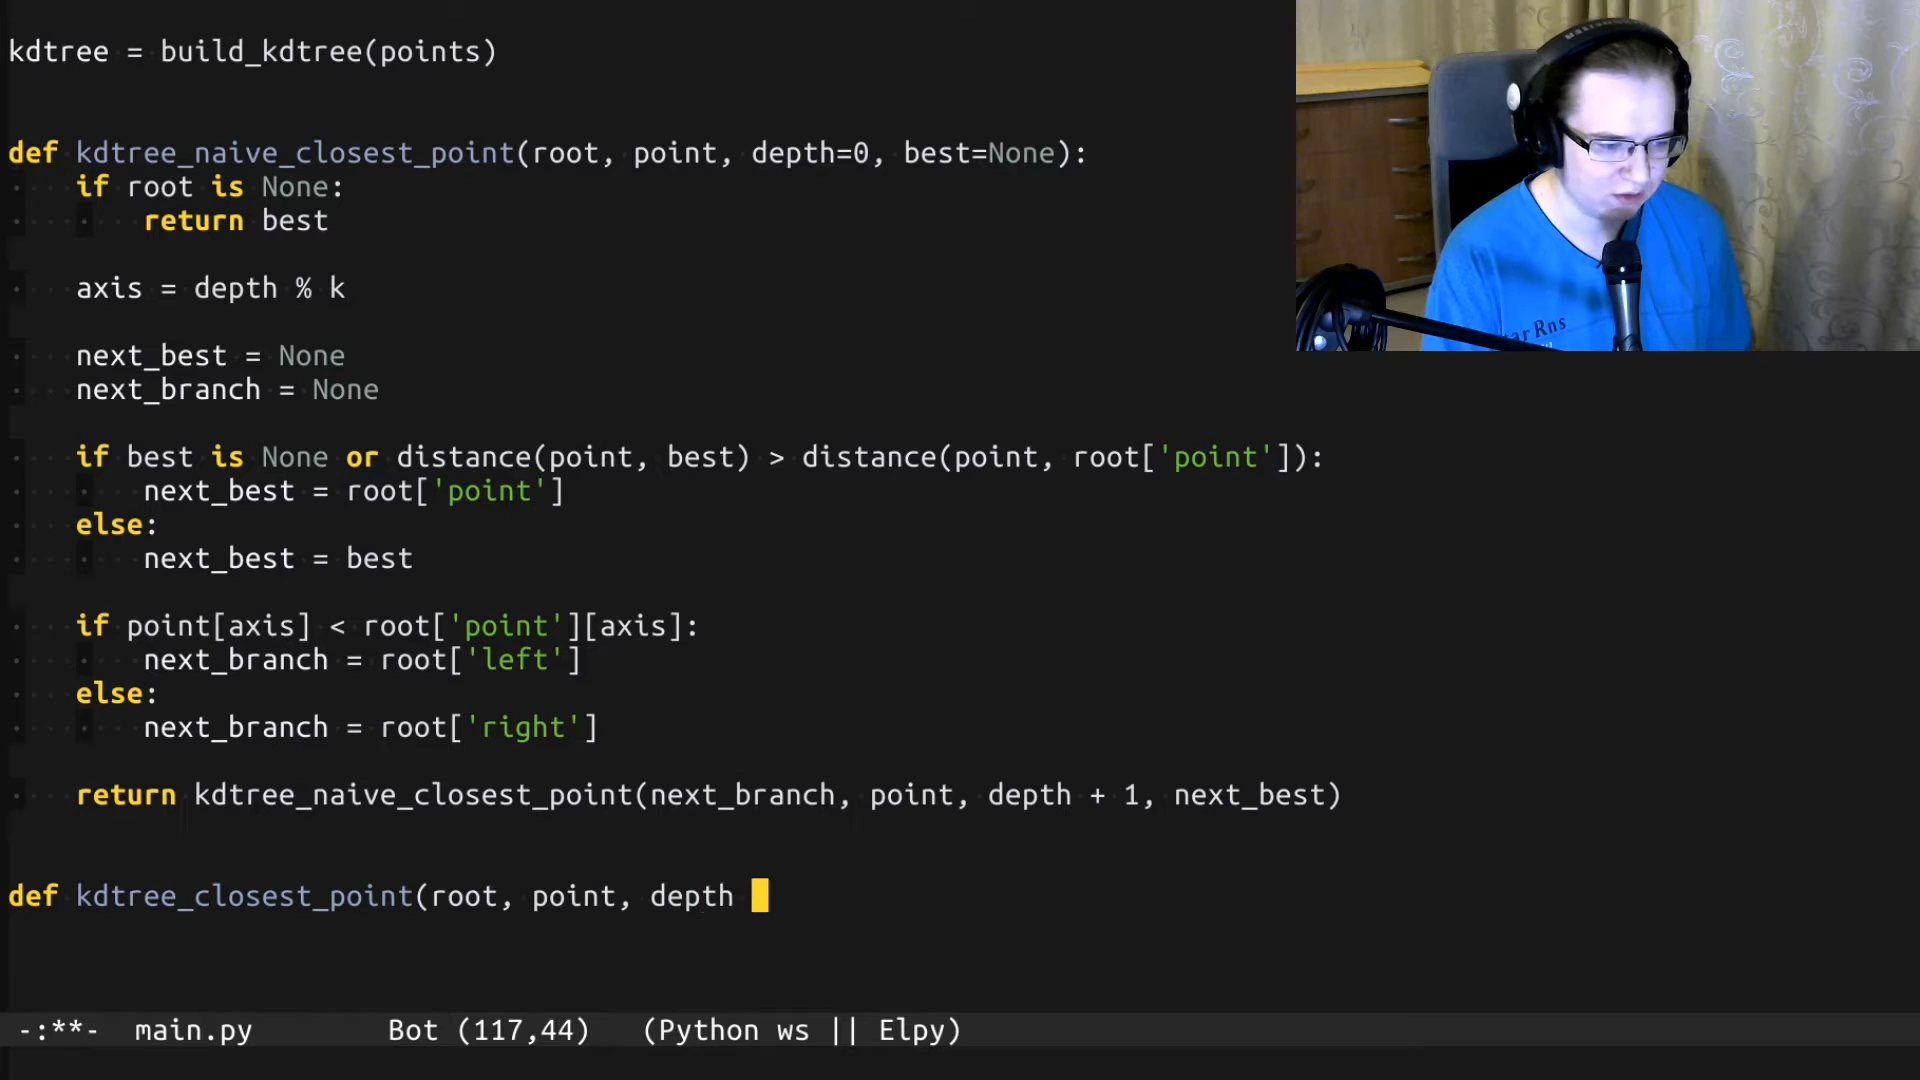 kdtree = build_kdtree(points)
def kdtree_naive_closest_point(root, point, depth=0, best=None):
if root is None:
return best
axis = depth % k
next_best = None
next_branch = None
if best is None or distance(point, best) > distance(point, root['point']):
next_best = root['point']
else:
next_best = best
if point[axis] < root['point'][axis]:
next_branch = root['left']
else:
next_branch = root['right']
return kdtree_naive_closest_point(next_branch, point, depth + 1, next_best)
def kdtree_closest_point(root, point, depth
-:**- main.py Bot (117,44) (Python ws || Elpy)